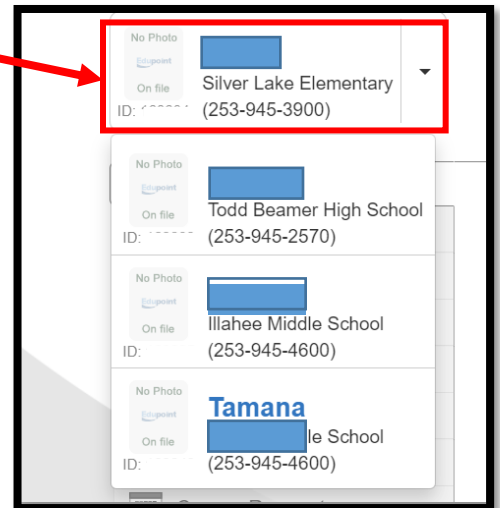 No Photo
Edupoint
On file
Silver Lake Elementary
ID:
(253-945-3900)
No Photo
Edupoint
On file
Todd Beamer High School
ID:
(253-945-2570)
No Photo
Edupoint
On file
Illahee Middle School
ID:
(253-945-4600)
No Photo
Edupoint
On file
Tamana
le School
ID:
(253-945-4600)